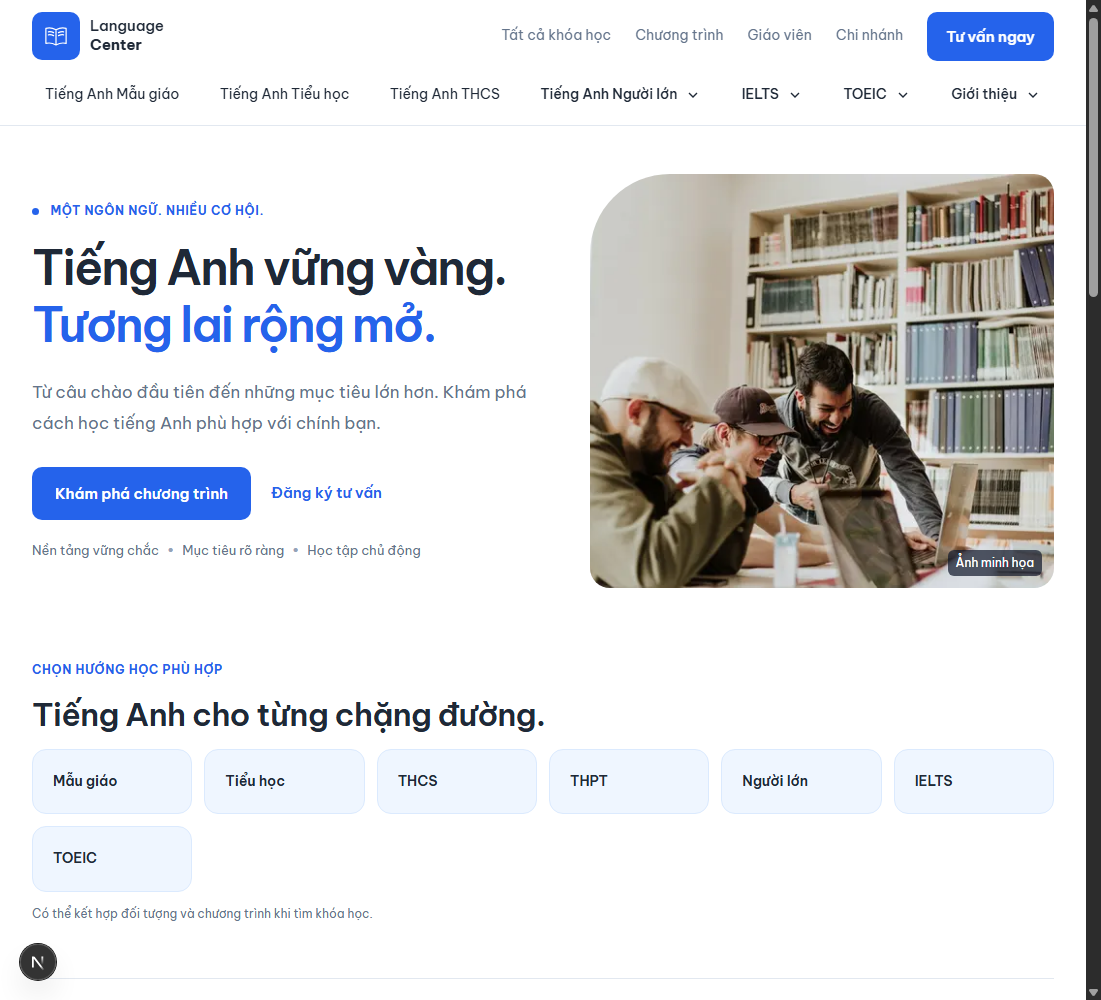 Language
Center
Tất cả khóa học
Chương trình
Giáo viên
Chi nhánh
Tư vấn ngay
Tiếng Anh Mẫu giáo
Tiếng Anh Tiểu học
Tiếng Anh THCS
Tiếng Anh Người lớn
IELTS
TOEIC
Giới thiệu
MỘT NGÔN NGỮ. NHIỀU CƠ HỘI.
Tiếng Anh vững vàng.
Tương lai rộng mở.
Từ câu chào đầu tiên đến những mục tiêu lớn hơn. Khám phá
cách học tiếng Anh phù hợp với chính bạn.
Khám phá chương trình
Đăng ký tư vấn
Nền tảng vững chắc • Mục tiêu rõ ràng • Học tập chủ động
Ảnh minh họa
CHỌN HƯỚNG HỌC PHÙ HỢP
Tiếng Anh cho từng chặng đường.
Mẫu giáo
Tiểu học
THCS
THPT
Người lớn
IELTS
TOEIC
Có thể kết hợp đối tượng và chương trình khi tìm khóa học.
N